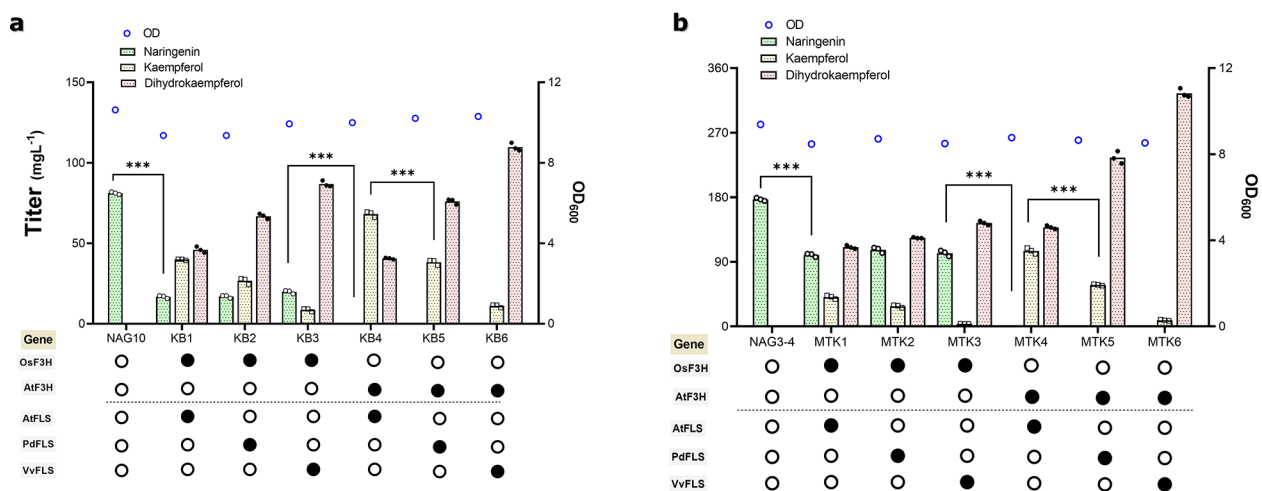 a
OD
Naringenin
Kaempferol
Dihydrokaempferol
150
100
50
0
Titer (mgL⁻¹)
12
8
4
0
OD₆₀₀
***
***
***
Gene
NAG10 KB1 KB2 KB3 KB4 KB5 KB6
OsF3H
AtF3H
AtFLS
PdFLS
VvFLS
b
OD
Naringenin
Kaempferol
Dihydrokaempferol
360
270
180
90
0
12
8
4
0
OD₆₀₀
***
***
***
Gene
NAG3-4 MTK1 MTK2 MTK3 MTK4 MTK5 MTK6
OsF3H
AtF3H
AtFLS
PdFLS
VvFLS